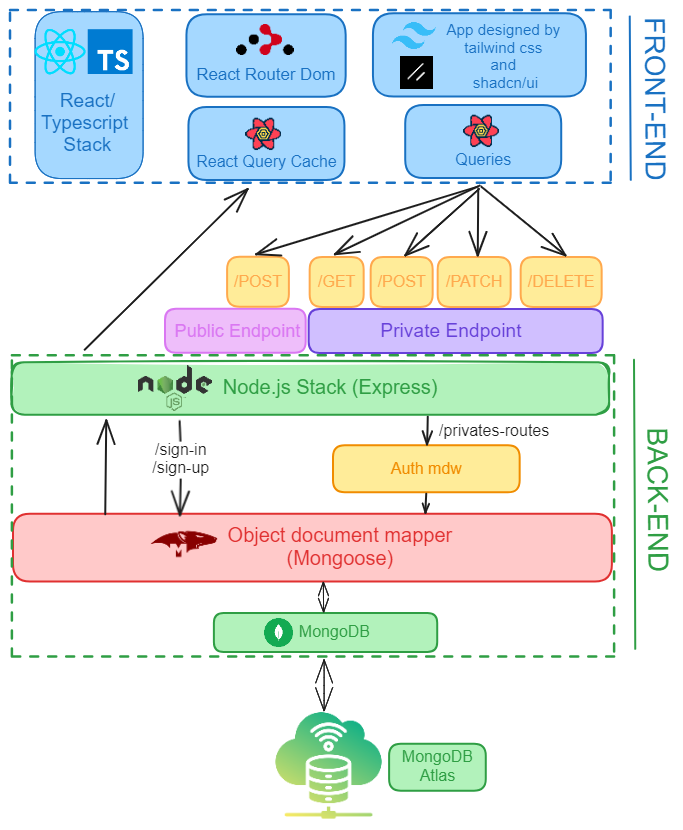 TS
React/
Typescript
Stack
React Router Dom
App designed by
tailwind css
and
shadcn/ui
React Query Cache
Queries
FRONT-END
/POST
/GET
/POST
/PATCH
/DELETE
Public Endpoint
Private Endpoint
node
JS
Node.js Stack (Express)
/sign-in
/sign-up
/privates-routes
Auth mdw
M
Object document mapper
(Mongoose)
MongoDB
BACK-END
MongoDB
Atlas